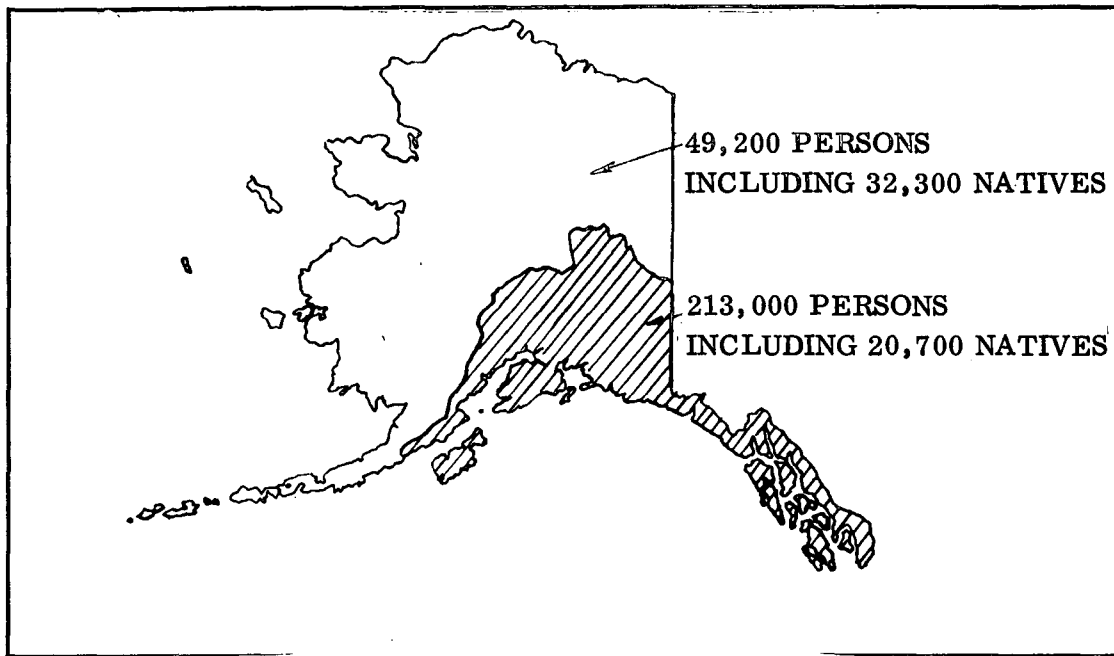 49,200 PERSONS
INCLUDING 32,300 NATIVES
213,000 PERSONS
INCLUDING 20,700 NATIVES